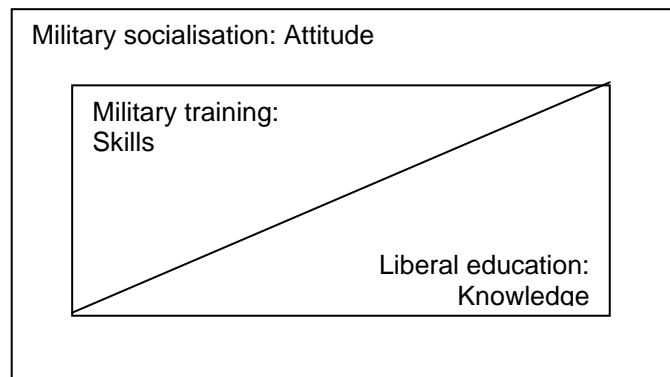 Military socialisation: Attitude
Military training:
Skills
Liberal education:
Knowledge